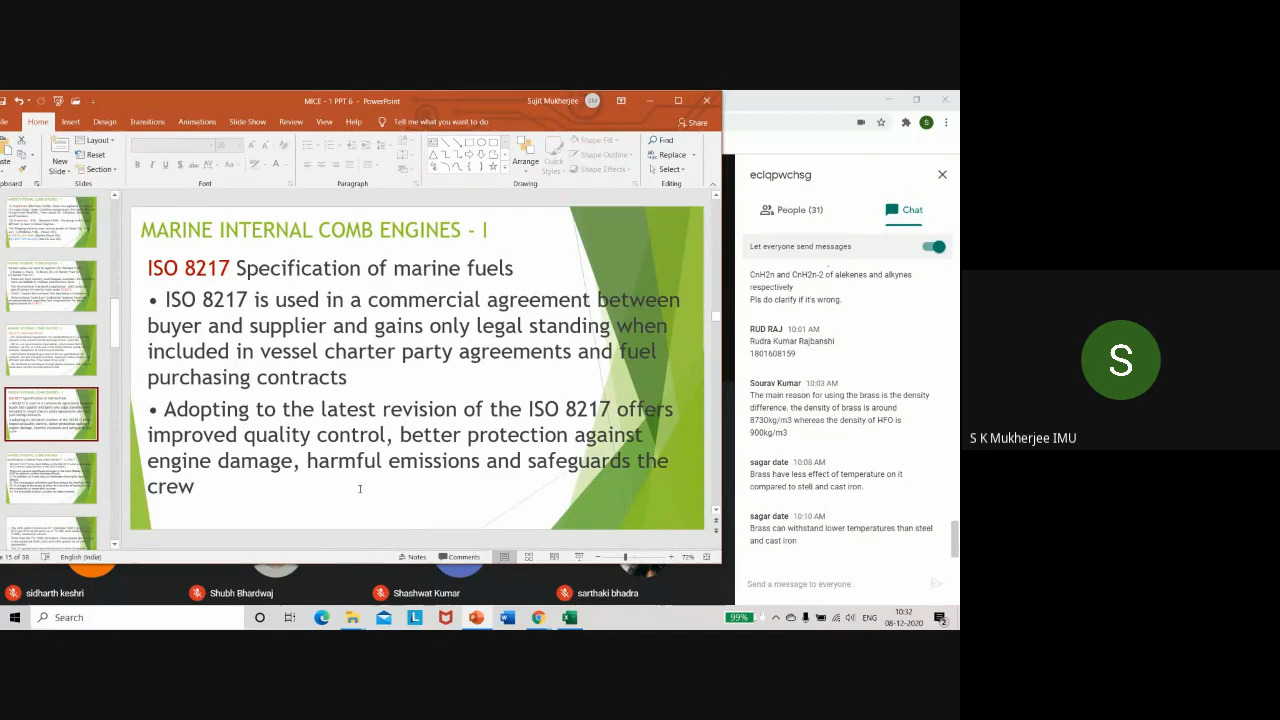 MICE - 1 PPT 6 - PowerPoint
Sujit Mukherjee
SM
Home Insert Design Transitions Animations Slide Show Review View Help Tell me what you want to do
Share
New
Slide
Layout
Reset
Section
Slides
Font
Paragraph
Arrange
Quick
Styles
Shape Fill
Shape Outline
Shape Effects
Drawing
Find
Replace
Select
Editing
MARINE INTERNAL COMB ENGINES - I
ISO 8217 Specification of marine fuels
• ISO 8217 is used in a commercial agreement between
buyer and supplier and gains only legal standing when
included in vessel charter party agreements and fuel
purchasing contracts
• Adapting to the latest revision of the ISO 8217 offers
improved quality control, better protection against
engine damage, harmful emissions and safeguards the
crew
15 of 38
English (India)
Notes
Comments
72%
sidharth keshri
Shubh Bhardwaj
Shashwat Kumar
sarthaki bhadra
Search
99%
ENG
10:32
08-12-2020
eclqpwchsg
People (31)
Chat
Let everyone send messages
CnH2n and CnH2n-2 of alekenes and alkynes
respectively
Pls do clarify if it's wrong.
RUD RAJ 10:01 AM
Rudra Kumar Rajbanshi
1801608159
Sourav Kumar 10:03 AM
The main reason for using the brass is the density
difference. the density of brass is around
8730kg/m3 whereas the density of HFO is
900kg/m3
sagar date 10:08 AM
Brass have less effect of temperature on it
compared to stell and cast iron.
sagar date 10:10 AM
Brass can withstand lower temperatures than steel
and cast iron
Send a message to everyone
S
S K Mukherjee IMU